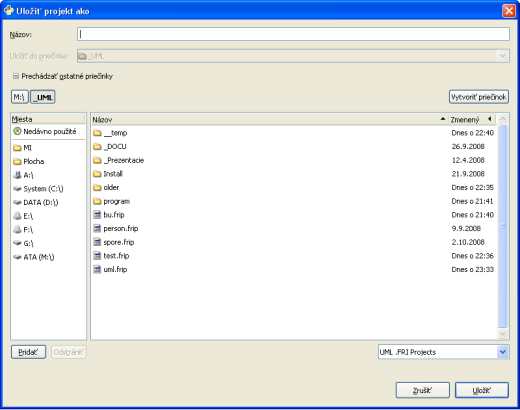 Uložiť projekt ako
Názov:
Uložiť do priečinka: _UML
Prechádzať ostatné priečinky
M:\ _UML Vytvoriť priečinok
Miesta Názov Zmenený
Nedávno použité __temp Dnes o 22:40
MI _DOCU 26.9.2008
Plocha _Prezentacie 12.4.2008
A:\ Install 21.9.2008
System (C:\) older Dnes o 22:35
DATA (D:\) program Dnes o 21:41
E:\ bu.frip Dnes o 21:40
F:\ person.frip 9.9.2008
G:\ spore.frip 2.10.2008
ATA (M:\) test.frip Dnes o 22:36
uml.frip Dnes o 23:33
Pridať Odstrániť UML .FRI Projects
Zrušiť Uložiť